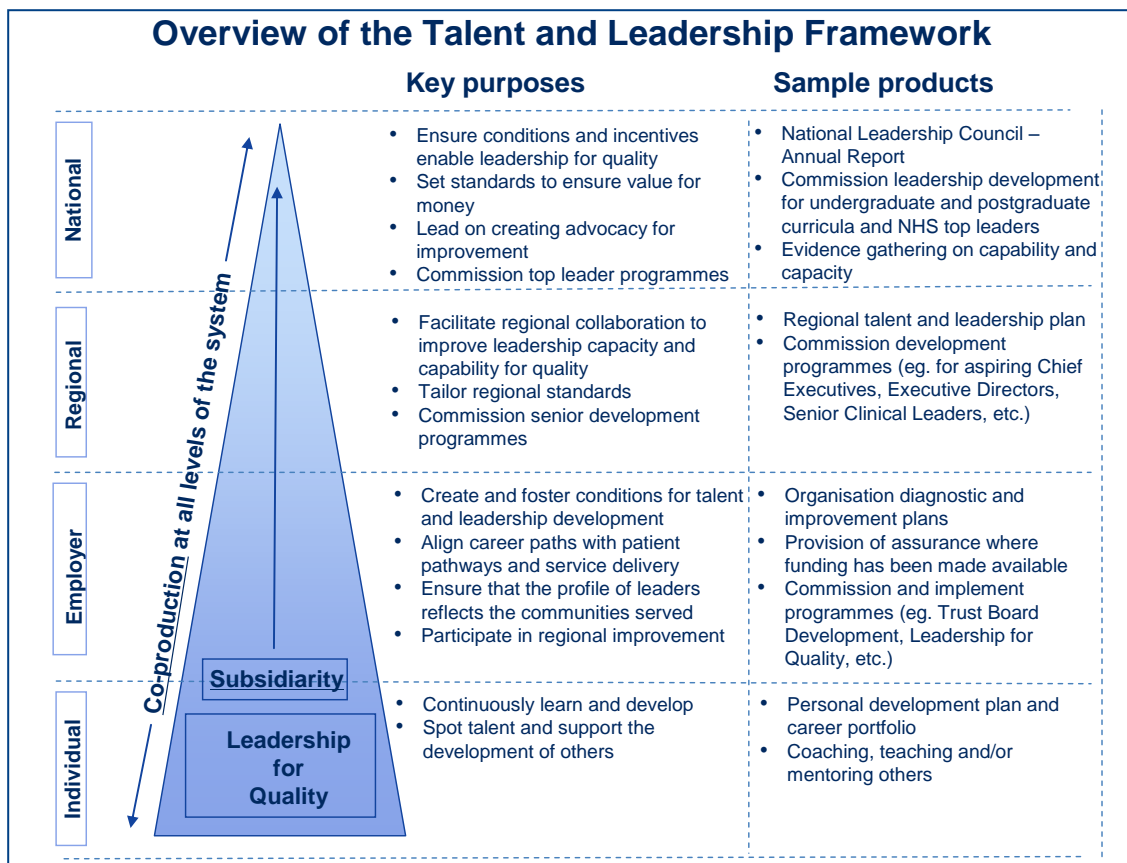 Overview of the Talent and Leadership Framework
Key purposes
Sample products
National
• Ensure conditions and incentives
enable leadership for quality
• Set standards to ensure value for
money
• Lead on creating advocacy for
improvement
• Commission top leader programmes
• National Leadership Council –
Annual Report
• Commission leadership development
for undergraduate and postgraduate
curricula and NHS top leaders
• Evidence gathering on capability and
capacity
Regional
• Facilitate regional collaboration to
improve leadership capacity and
capability for quality
• Tailor regional standards
• Commission senior development
programmes
• Regional talent and leadership plan
• Commission development
programmes (eg. for aspiring Chief
Executives, Executive Directors,
Senior Clinical Leaders, etc.)
Employer
• Create and foster conditions for talent
and leadership development
• Align career paths with patient
pathways and service delivery
• Ensure that the profile of leaders
reflects the communities served
• Participate in regional improvement
• Organisation diagnostic and
improvement plans
• Provision of assurance where
funding has been made available
• Commission and implement
programmes (eg. Trust Board
Development, Leadership for
Quality, etc.)
Individual
• Continuously learn and develop
• Spot talent and support the
development of others
• Personal development plan and
career portfolio
• Coaching, teaching and/or
mentoring others
Co-production at all levels of the system
Subsidiarity
Leadership
for
Quality